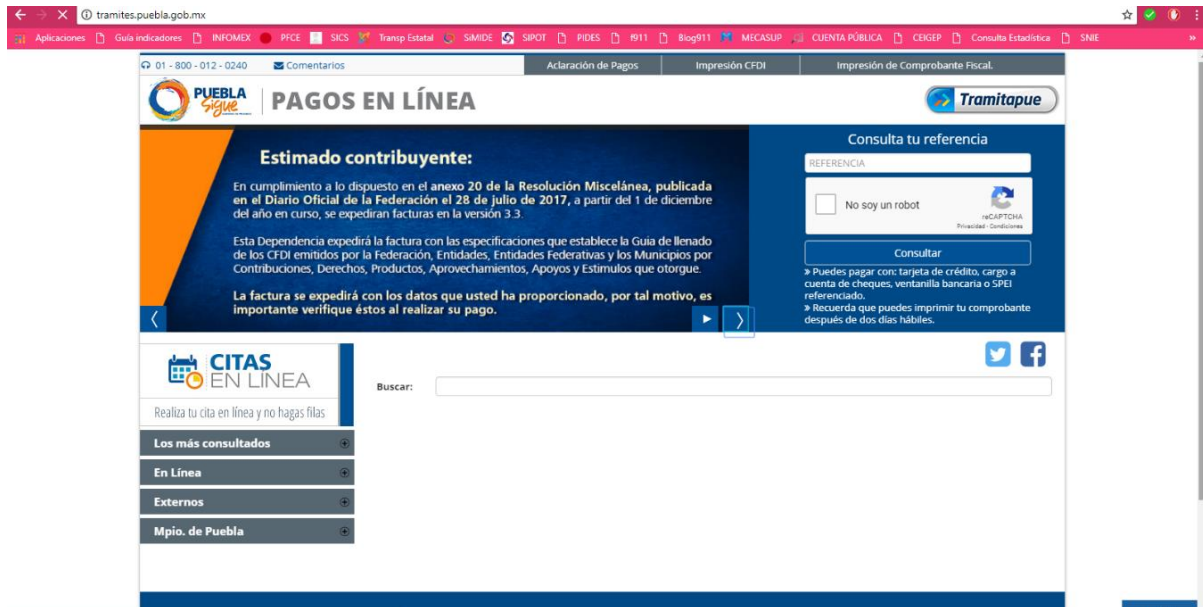 tramites.puebla.gob.mx
Aplicaciones Guía indicadores INFOMEX PFCE SICS Transp Estatal SiMIDE SIPOT PIDES f911 Blog911 MECASUP CUENTA PÚBLICA CEIGEP Consulta Estadística SNIE »
01 - 800 - 012 - 0240 Comentarios Aclaración de Pagos Impresión CFDI Impresión de Comprobante Fiscal.
PUEBLA
Sigue
PAGOS EN LÍNEA
Tramitapue
Estimado contribuyente:
En cumplimiento a lo dispuesto en el anexo 20 de la Resolución Miscelánea, publicada
en el Diario Oficial de la Federación el 28 de julio de 2017, a partir del 1 de diciembre
del año en curso, se expediran facturas en la versión 3.3.
Esta Dependencia expedirá la factura con las especificaciones que establece la Guia de llenado
de los CFDI emitidos por la Federación, Entidades, Entidades Federativas y los Municipios por
Contribuciones, Derechos, Productos, Aprovechamientos, Apoyos y Estimulos que otorgue.
La factura se expedirá con los datos que usted ha proporcionado, por tal motivo, es
importante verifique éstos al realizar su pago.
Consulta tu referencia
REFERENCIA
No soy un robot
reCAPTCHA
Privacidad - Condiciones
Consultar
» Puedes pagar con: tarjeta de crédito, cargo a
cuenta de cheques, ventanilla bancaria o SPEI
referenciado.
» Recuerda que puedes imprimir tu comprobante
después de dos días hábiles.
CITAS
EN LÍNEA
Realiza tu cita en línea y no hagas filas
Buscar:
Los más consultados
En Línea
Externos
Mpio. de Puebla